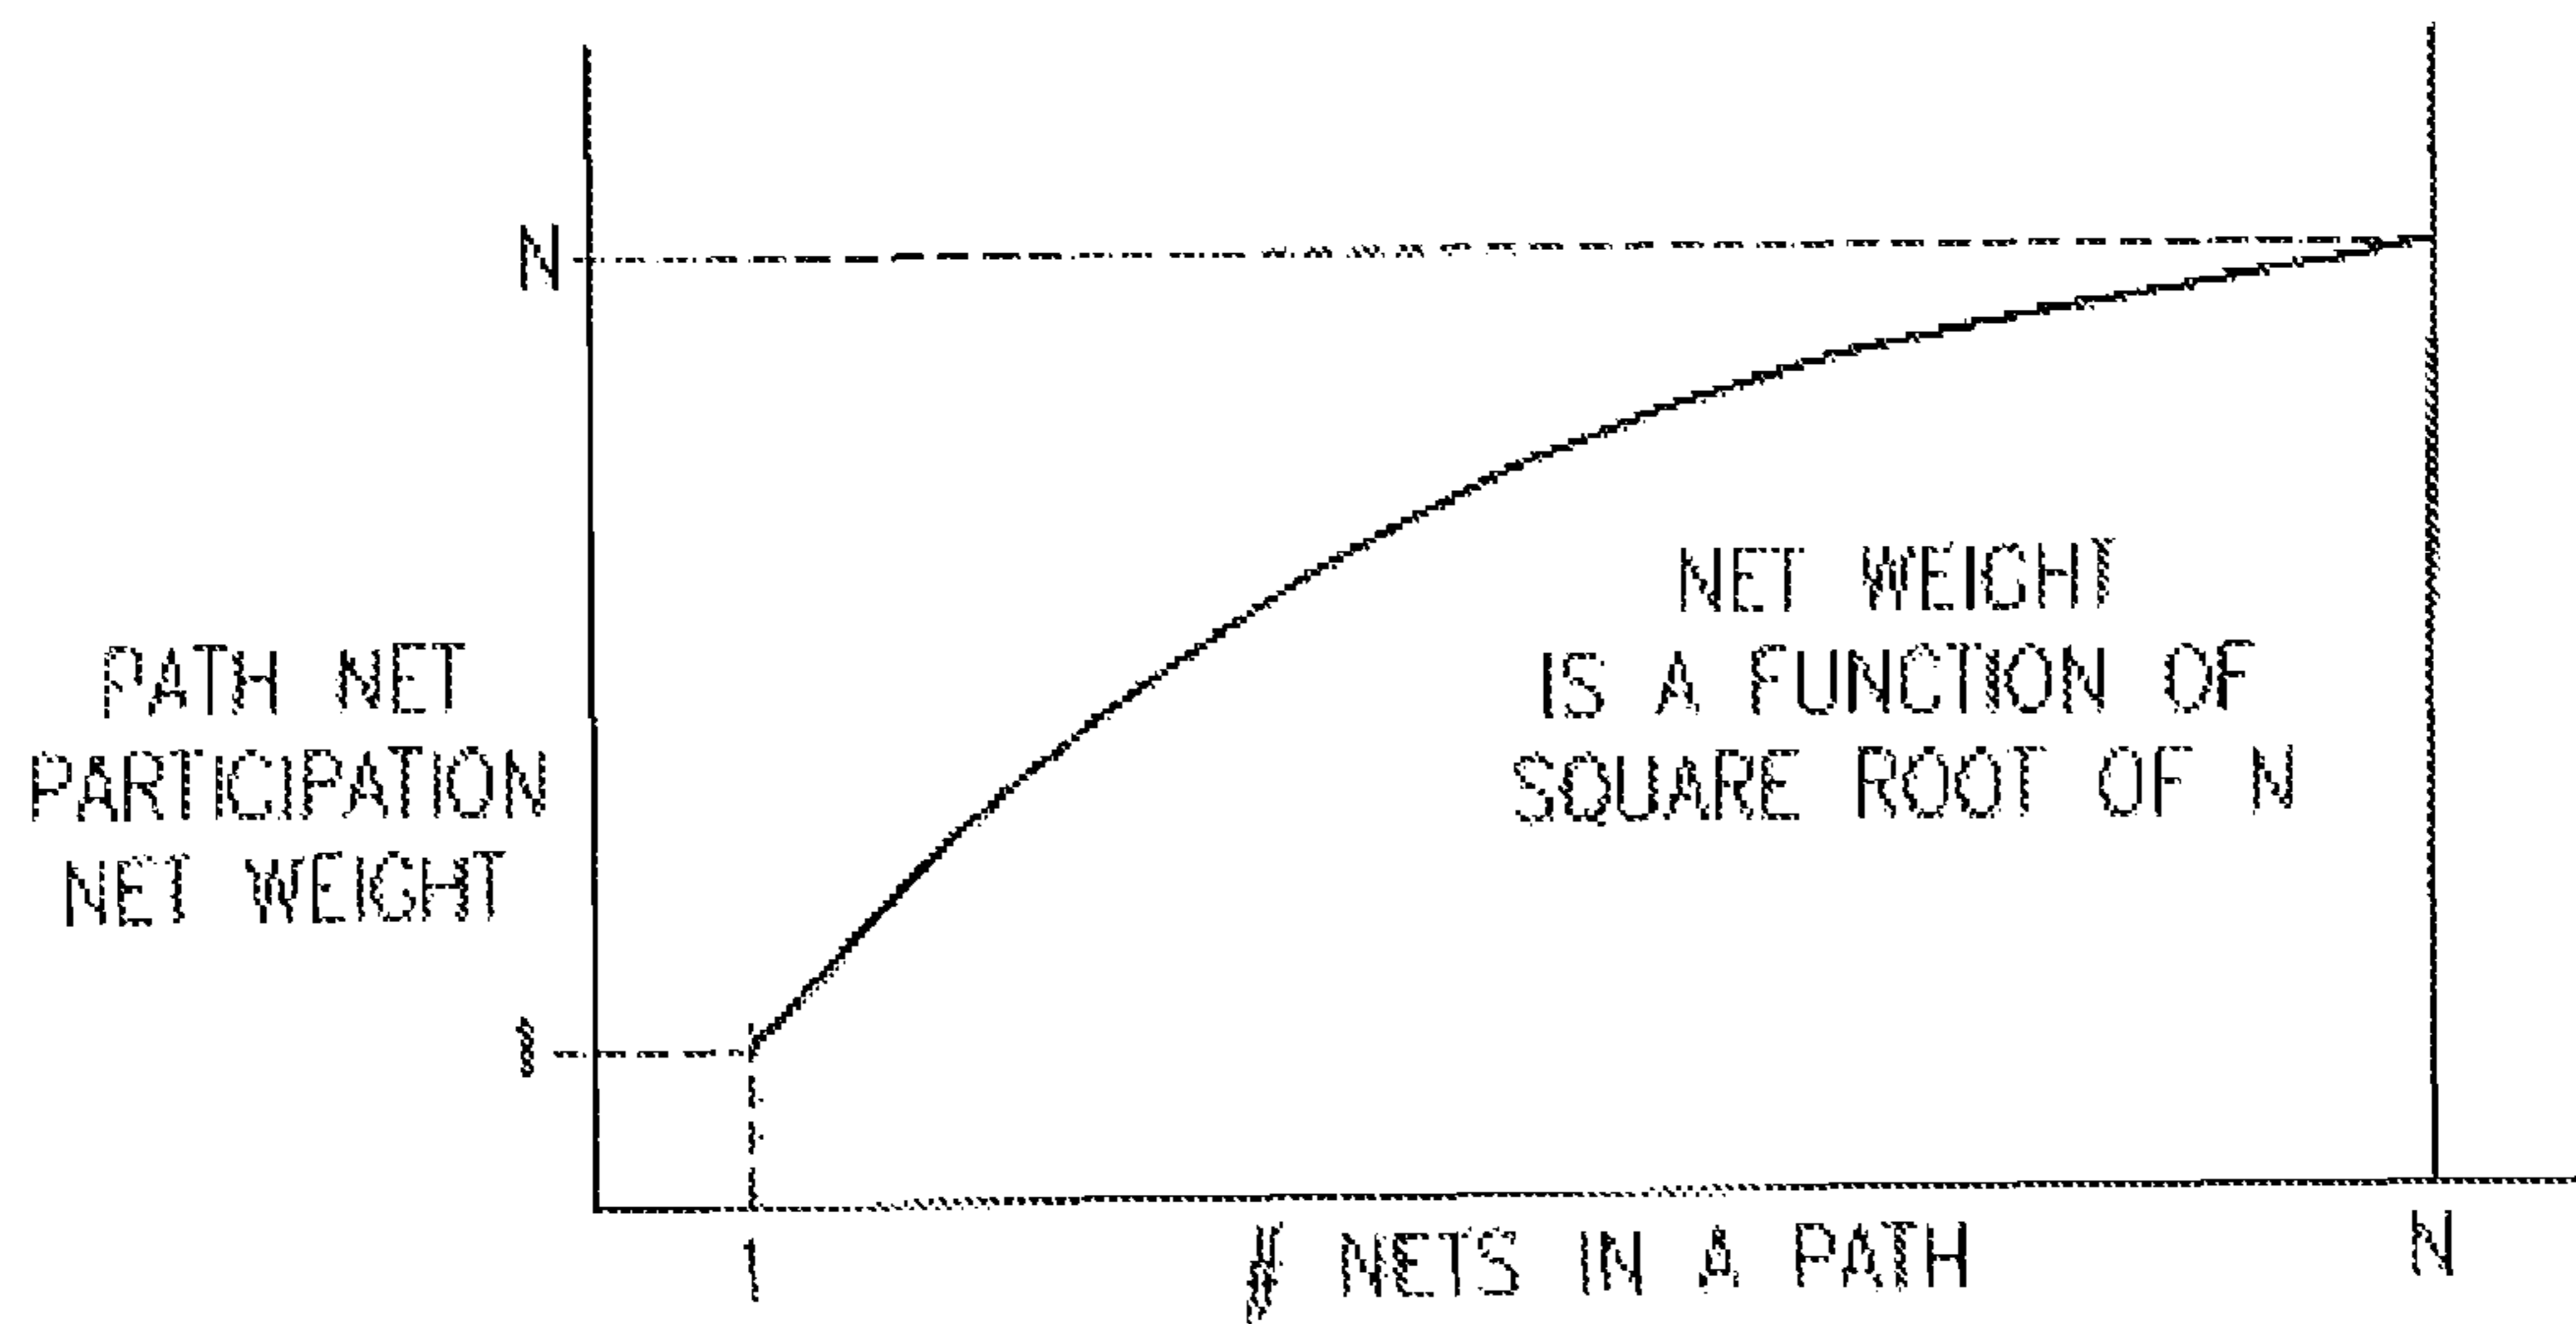 N
NET WEIGHT
IS A FUNCTION OF
SQUARE ROOT OF N
PATH NET
PARTICIPATION
NET WEIGHT
1
1
# NETS IN A PATH
N